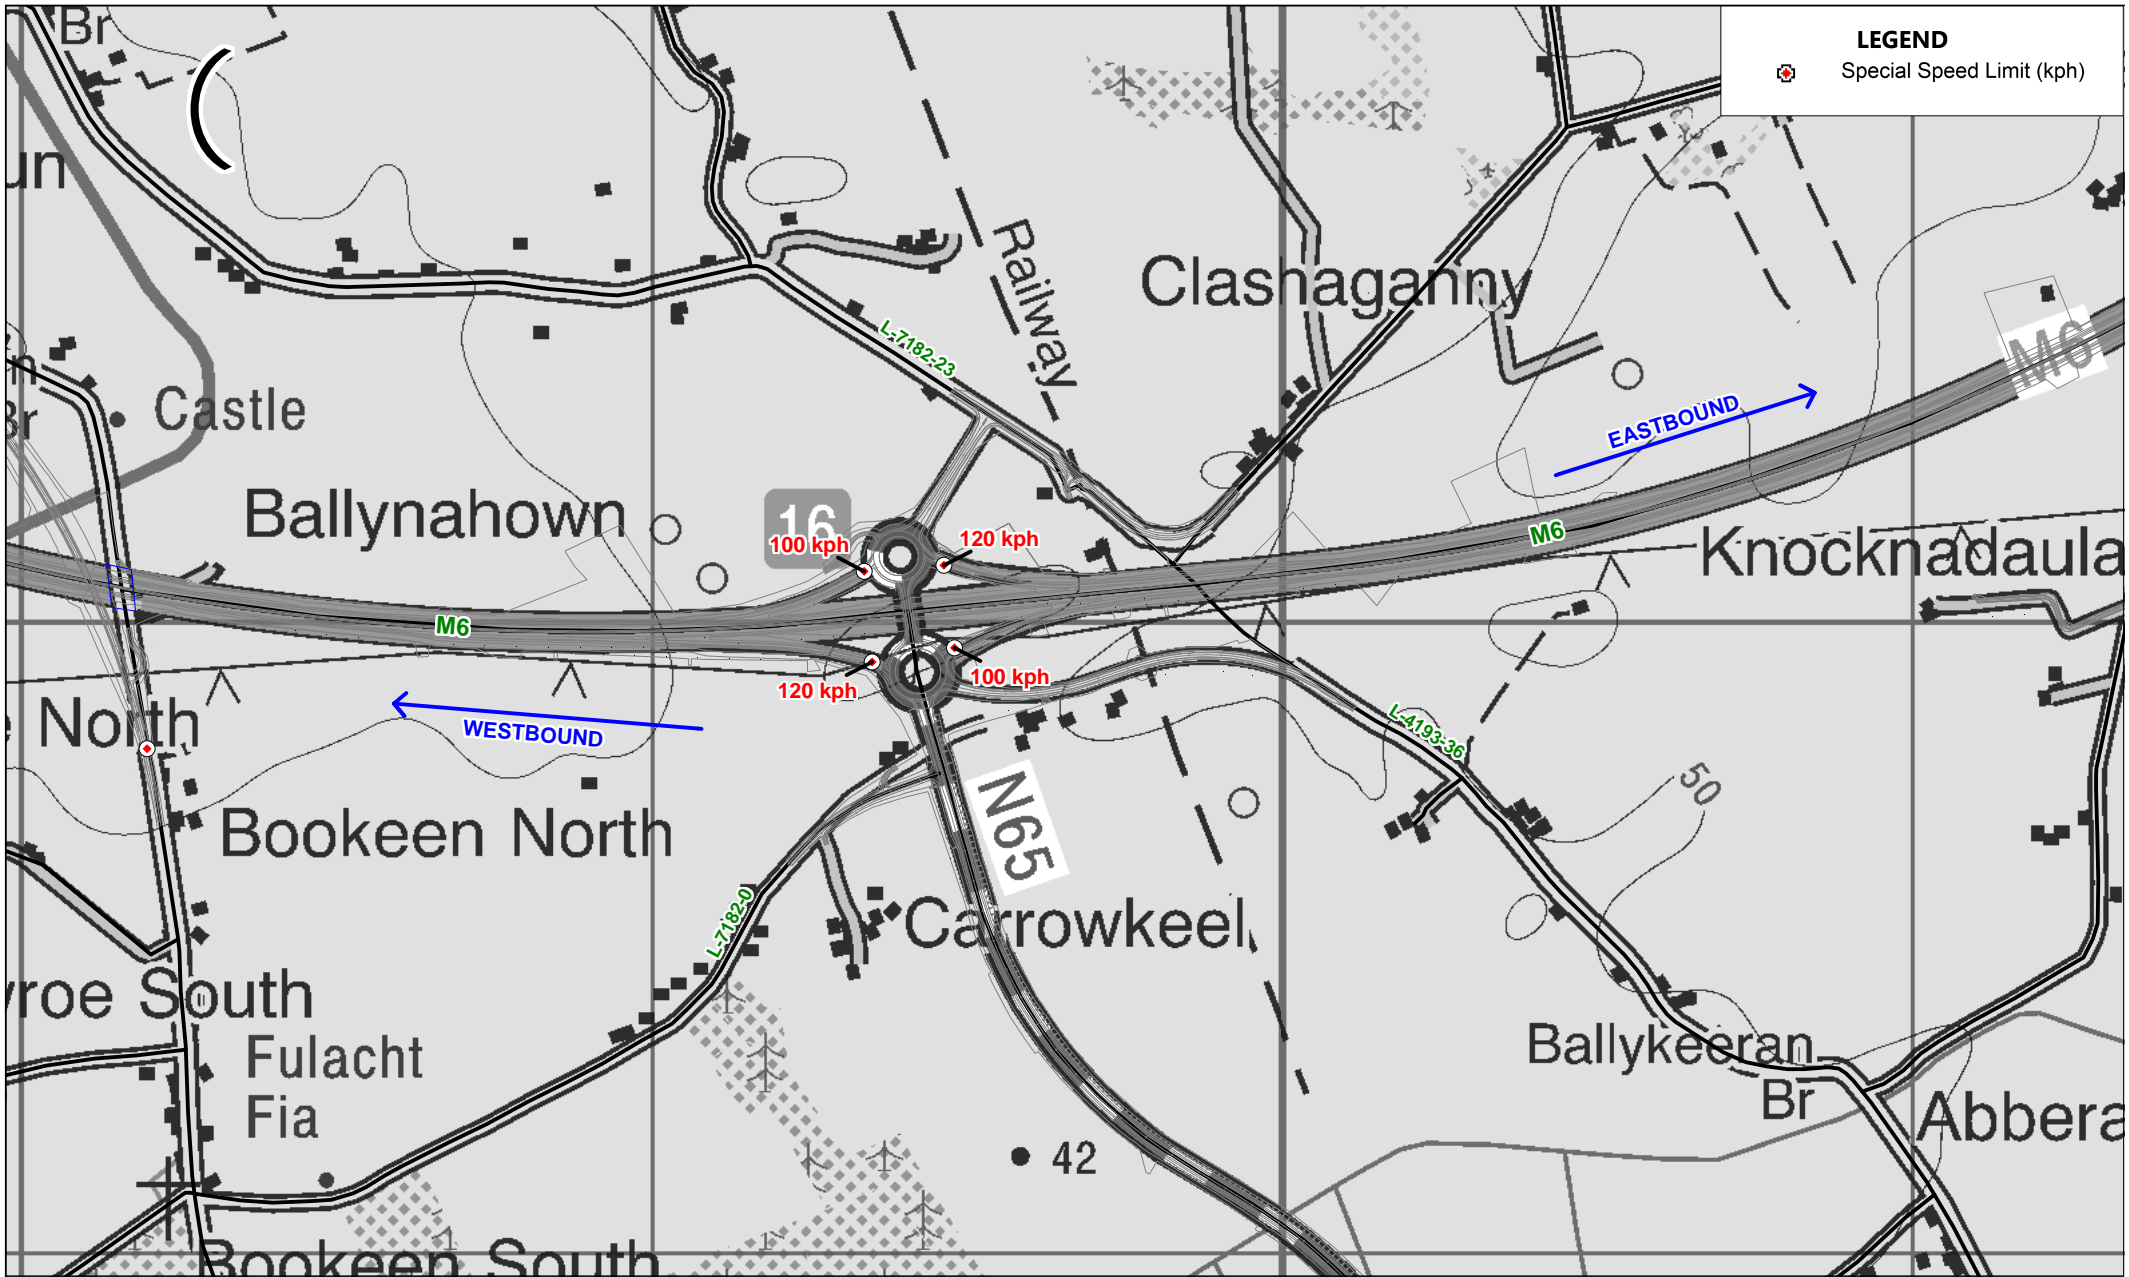 Br
LEGEND
Special Speed Limit (kph)
un
Railway
Clashaganny
L-7182-23
M6
n
Br
Castle
EASTBOUND
Ballynahown
16
100 kph
120 kph
M6
Knocknadaula
M6
120 kph
100 kph
e North
WESTBOUND
L-4193-36
50
Bookeen North
N65
L-7182-0
Carrowkeel
roe South
Fulacht
Fia
Ballykeeran
Br
42
Abbera
Bookeen South